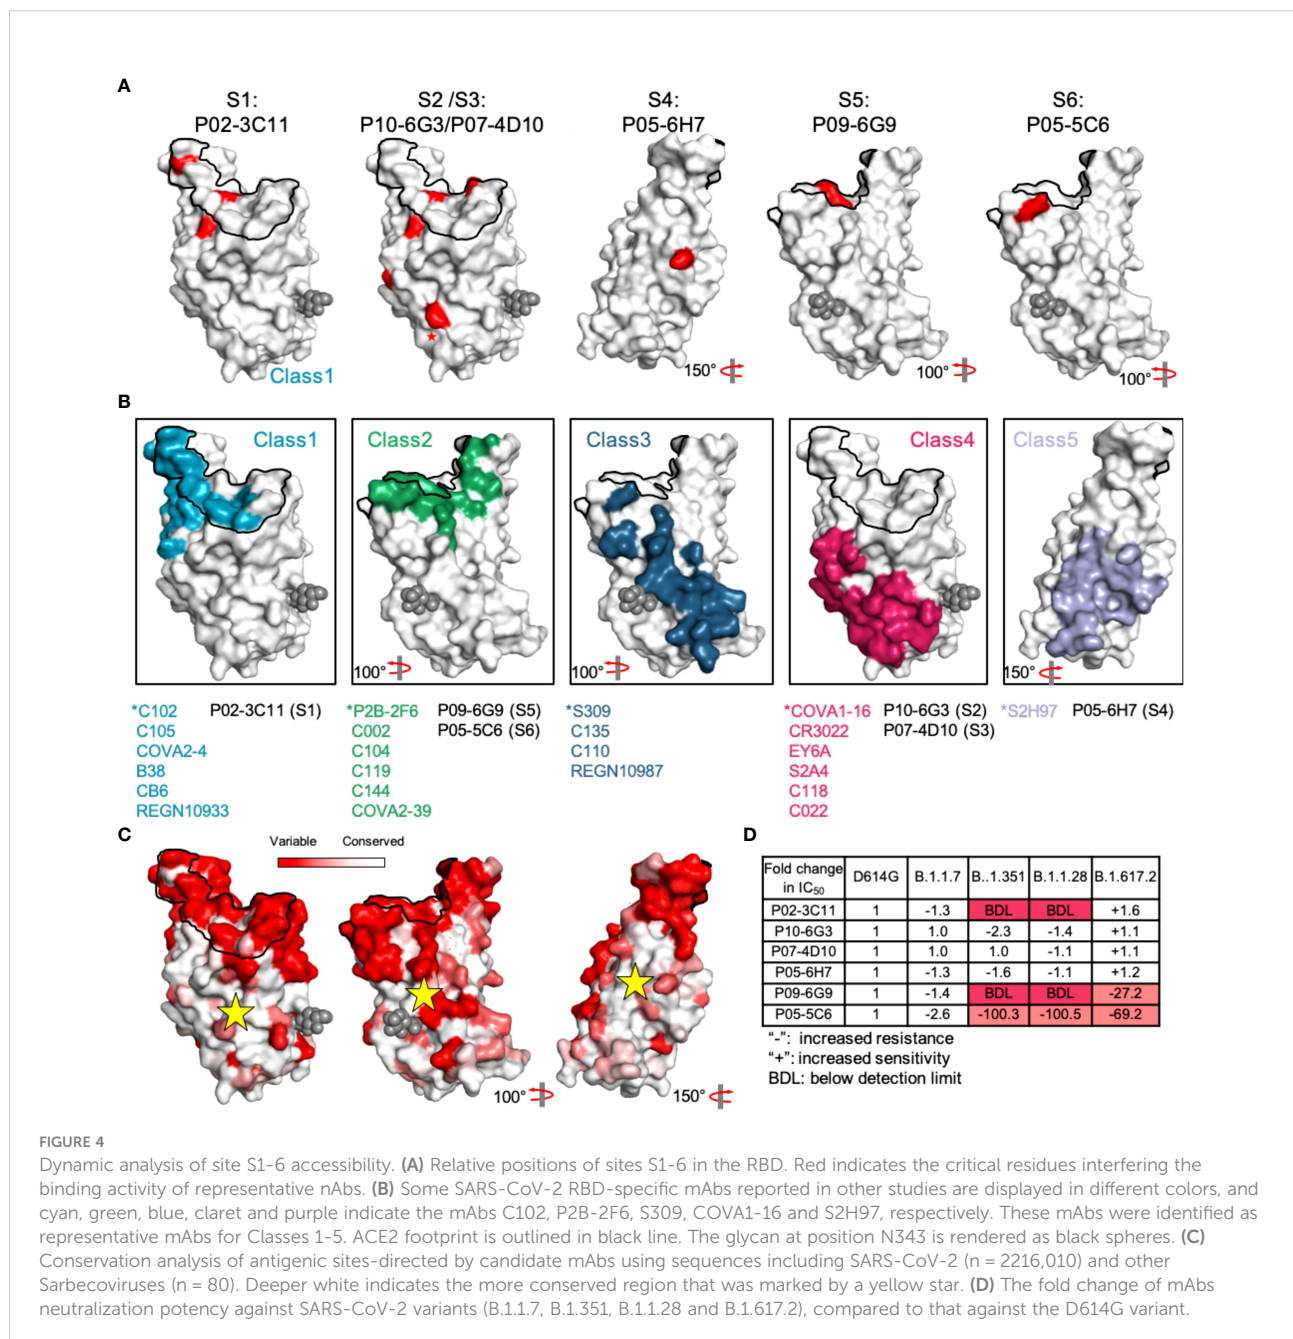 A
S1:
P02-3C11
S2 /S3:
P10-6G3/P07-4D10
S4:
P05-6H7
S5:
P09-6G9
S6:
P05-5C6
Class1
150°
100°
100°
B
Class1
Class2
Class3
Class4
Class5
100°
100°
150°
*C102
C105
COVA2-4
B38
CB6
REGN10933
P02-3C11 (S1)
*P2B-2F6
C002
C104
C119
C144
COVA2-39
P09-6G9 (S5)
P05-5C6 (S6)
*S309
C135
C110
REGN10987
*COVA1-16
CR3022
EY6A
S2A4
C118
C022
P10-6G3 (S2)
P07-4D10 (S3)
*S2H97
P05-6H7 (S4)
C
Variable Conserved
100°
150°
D
Fold change in IC50 D614G B.1.1.7 B..1.351 B.1.1.28 B.1.617.2
P02-3C11 1 -1.3 BDL BDL +1.6
P10-6G3 1 1.0 -2.3 -1.4 +1.1
P07-4D10 1 1.0 1.0 -1.1 +1.1
P05-6H7 1 -1.3 -1.6 -1.1 +1.2
P09-6G9 1 -1.4 BDL BDL -27.2
P05-5C6 1 -2.6 -100.3 -100.5 -69.2
"-": increased resistance
"+": increased sensitivity
BDL: below detection limit
FIGURE 4
Dynamic analysis of site S1-6 accessibility. (A) Relative positions of sites S1-6 in the RBD. Red indicates the critical residues interfering the
binding activity of representative nAbs. (B) Some SARS-CoV-2 RBD-specific mAbs reported in other studies are displayed in different colors, and
cyan, green, blue, claret and purple indicate the mAbs C102, P2B-2F6, S309, COVA1-16 and S2H97, respectively. These mAbs were identified as
representative mAbs for Classes 1-5. ACE2 footprint is outlined in black line. The glycan at position N343 is rendered as black spheres. (C)
Conservation analysis of antigenic sites-directed by candidate mAbs using sequences including SARS-CoV-2 (n = 2216,010) and other
Sarbecoviruses (n = 80). Deeper white indicates the more conserved region that was marked by a yellow star. (D) The fold change of mAbs
neutralization potency against SARS-CoV-2 variants (B.1.1.7, B.1.351, B.1.1.28 and B.1.617.2), compared to that against the D614G variant.